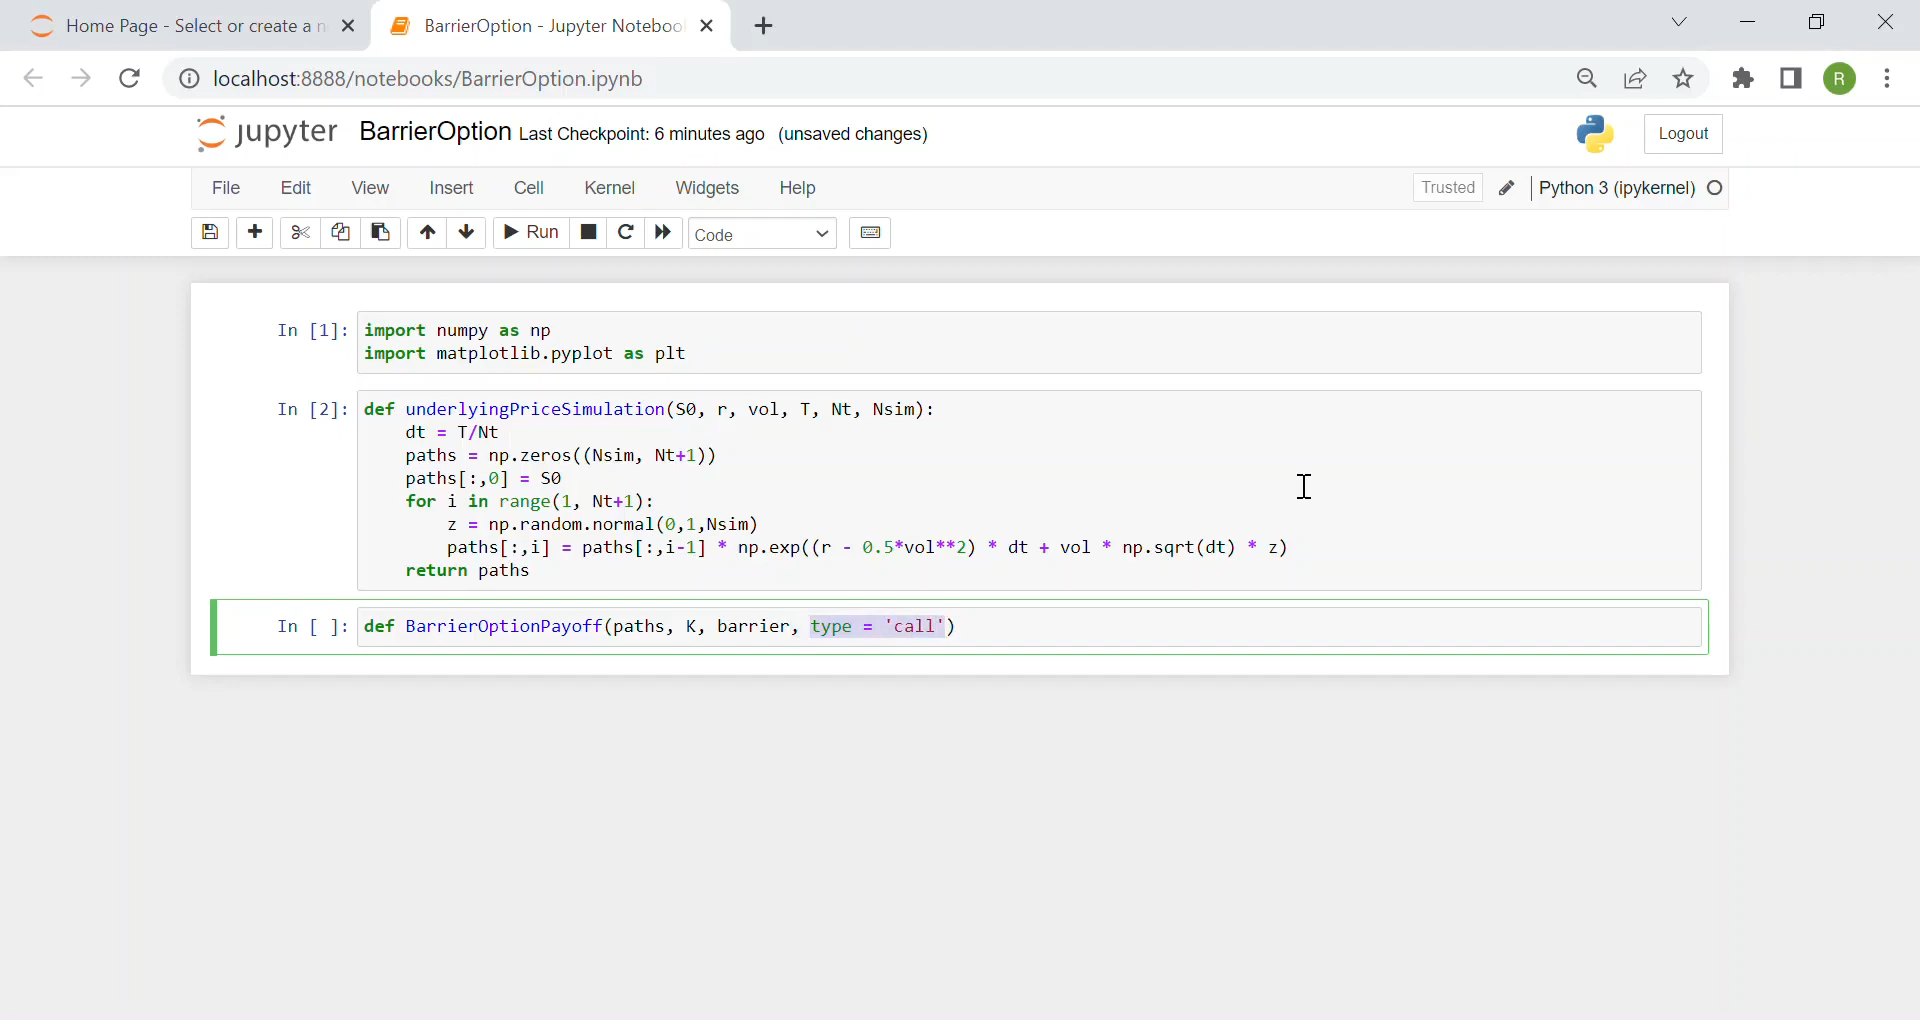 Home Page - Select or create a n
BarrierOption - Jupyter Noteboo
localhost:8888/notebooks/BarrierOption.ipynb
R
jupyter BarrierOption Last Checkpoint: 6 minutes ago (unsaved changes)
Logout
File Edit View Insert Cell Kernel Widgets Help
Trusted Python 3 (ipykernel)
Run Code
In [1]: import numpy as np
import matplotlib.pyplot as plt
In [2]: def underlyingPriceSimulation(S0, r, vol, T, Nt, Nsim):
dt = T/Nt
paths = np.zeros((Nsim, Nt+1))
paths[:,0] = S0
for i in range(1, Nt+1):
z = np.random.normal(0,1,Nsim)
paths[:,i] = paths[:,i-1] * np.exp((r - 0.5*vol**2) * dt + vol * np.sqrt(dt) * z)
return paths
In [ ]: def BarrierOptionPayoff(paths, K, barrier, type = 'call')